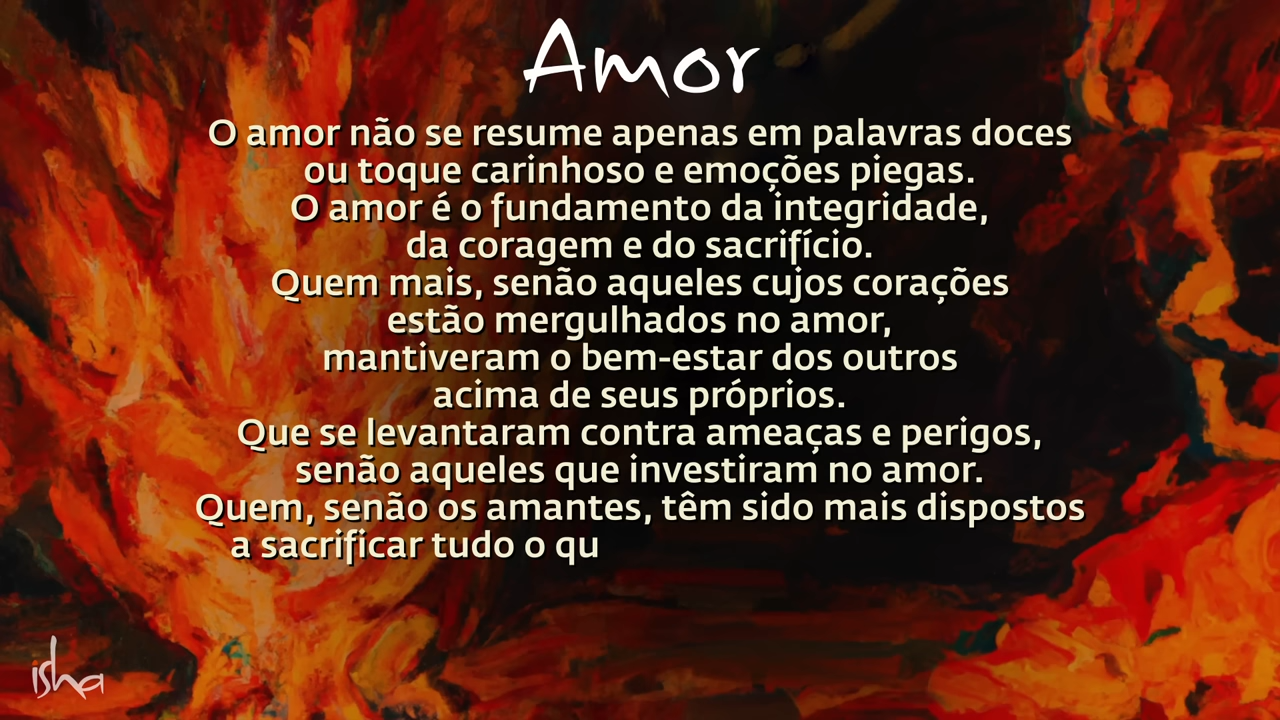 Amor
O amor não se resume apenas em palavras doces
ou toque carinhoso e emoções piegas.
O amor é o fundamento da integridade,
da coragem e do sacrifício.
Quem mais, senão aqueles cujos corações
estão mergulhados no amor,
mantiveram o bem-estar dos outros
acima de seus próprios.
Que se levantaram contra ameaças e perigos,
senão aqueles que investiram no amor.
Quem, senão os amantes, têm sido mais dispostos
a sacrificar tudo o qu
isha